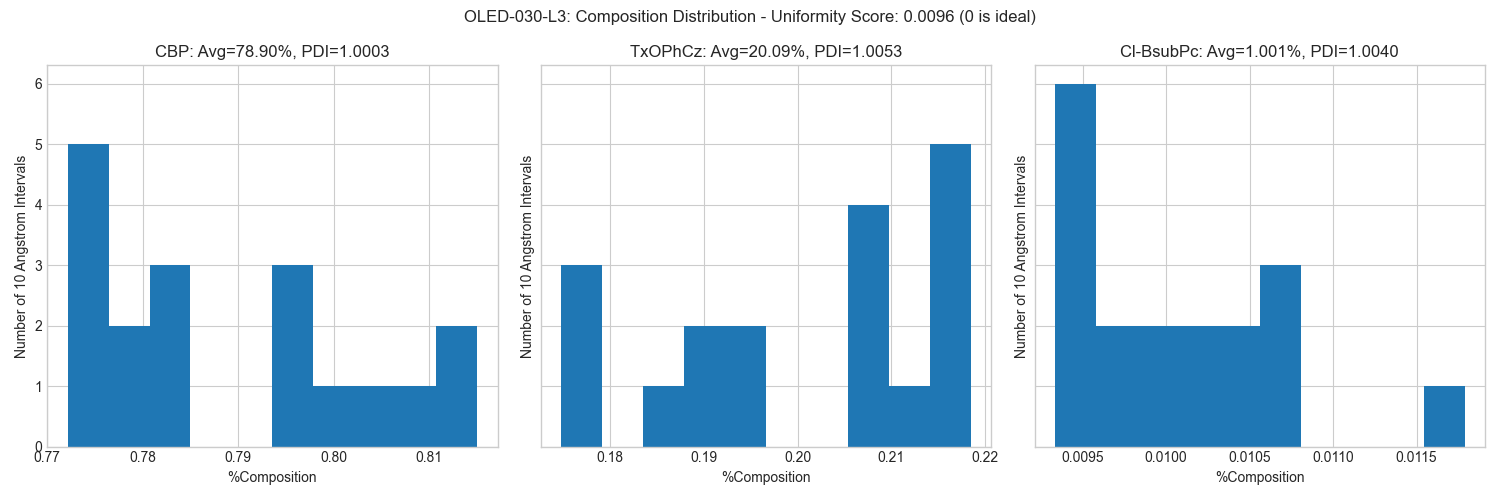 OLED-030-L3: Composition Distribution - Uniformity Score: 0.0096 (0 is ideal)
CBP: Avg=78.90%, PDI=1.0003
TxOPhCz: Avg=20.09%, PDI=1.0053
Cl-BsubPc: Avg=1.001%, PDI=1.0040
Number of 10 Angstrom Intervals
6
5
4
3
2
1
0
0.77 0.78 0.79 0.80 0.81
%Composition
Number of 10 Angstrom Intervals
0.18 0.19 0.20 0.21 0.22
%Composition
Number of 10 Angstrom Intervals
0.0095 0.0100 0.0105 0.0110 0.0115
%Composition